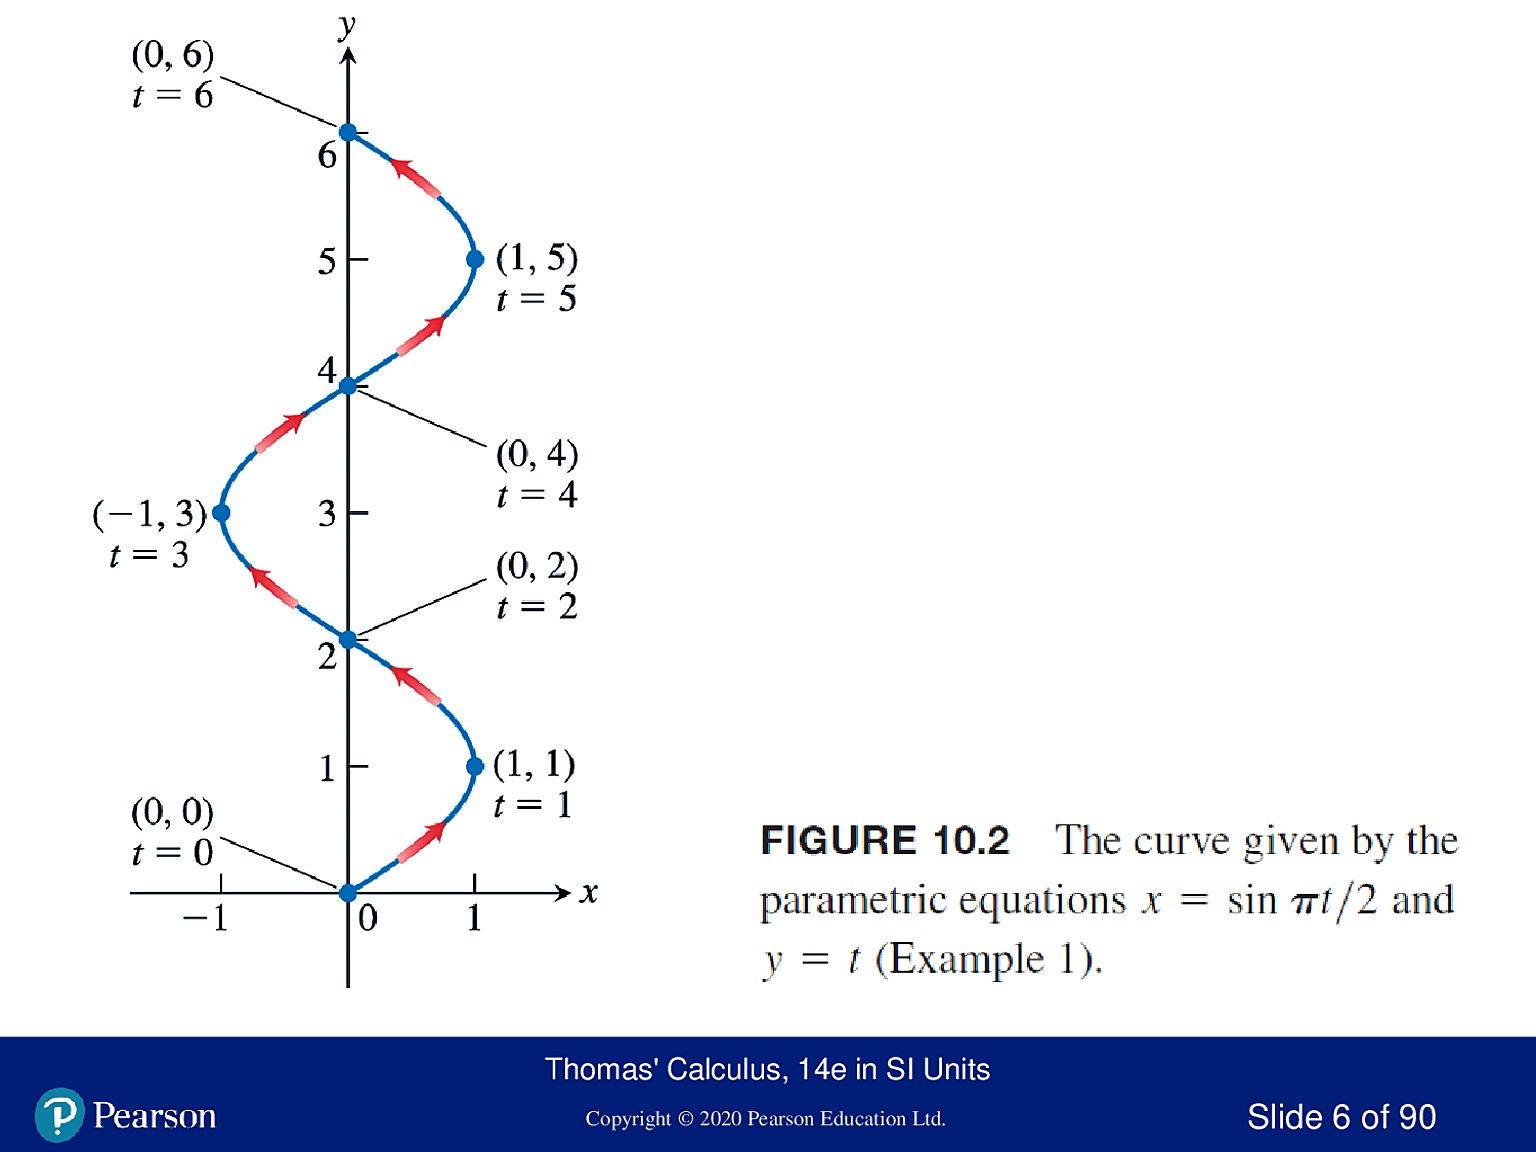 y
(0, 6)
t = 6
6
5
(1, 5)
t = 5
4
(0, 4)
t = 4
(−1, 3)
t = 3
3
(0, 2)
t = 2
2
1
(1, 1)
t = 1
(0, 0)
t = 0
x
−1
0
1
FIGURE 10.2 The curve given by the
parametric equations x = sin πt/2 and
y = t (Example 1).
Thomas' Calculus, 14e in SI Units
P Pearson
Copyright © 2020 Pearson Education Ltd.
Slide 6 of 90